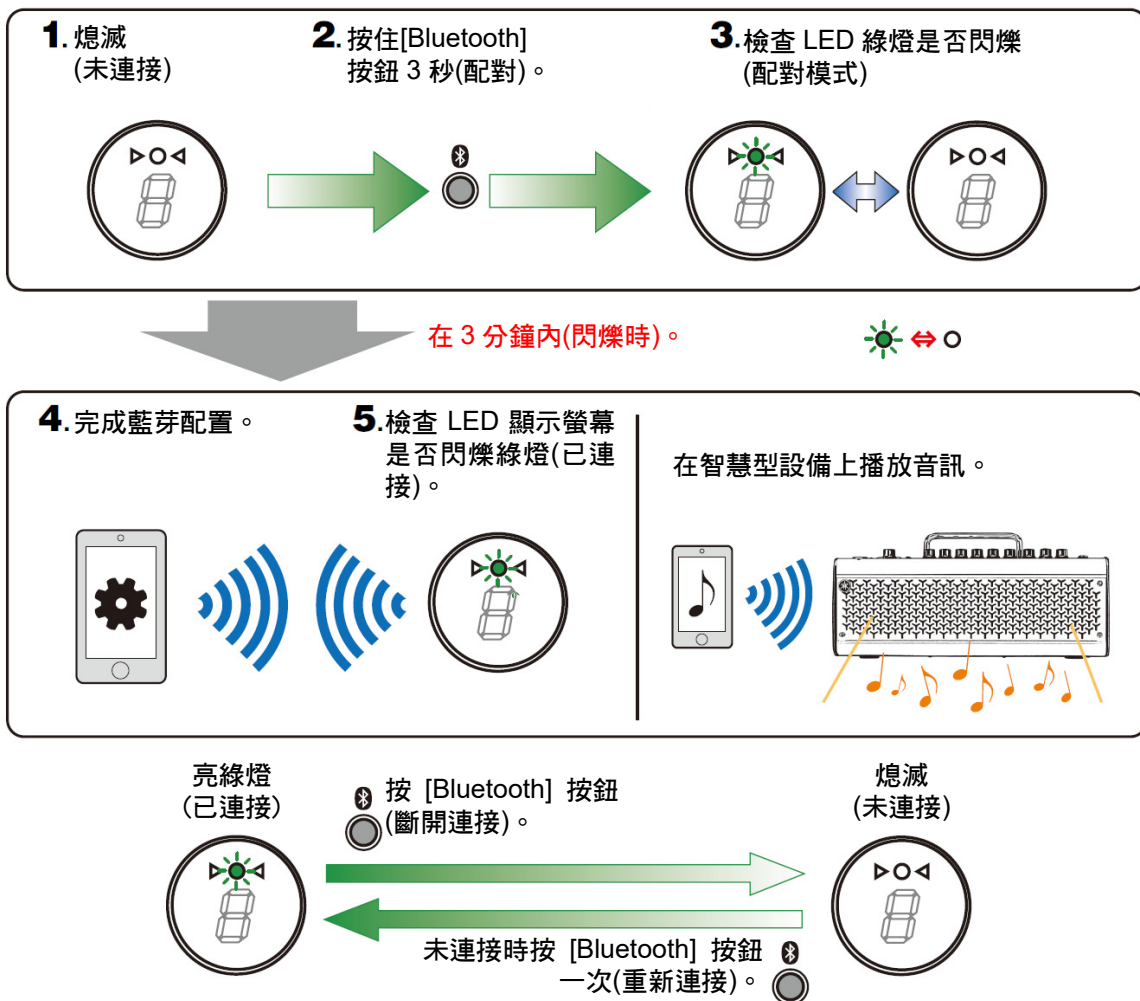 1. 熄滅
(未連接)
2. 按住[Bluetooth]
按鈕 3 秒(配對)。
3.檢查 LED 綠燈是否閃爍
(配對模式)
在 3 分鐘內(閃爍時)。
4.完成藍芽配置。
5.檢查 LED 顯示螢幕
是否閃爍綠燈(已連
接)。
在智慧型設備上播放音訊。
亮綠燈
(已連接)
按 [Bluetooth] 按鈕
(斷開連接)。
熄滅
(未連接)
未連接時按 [Bluetooth] 按鈕
一次(重新連接)。